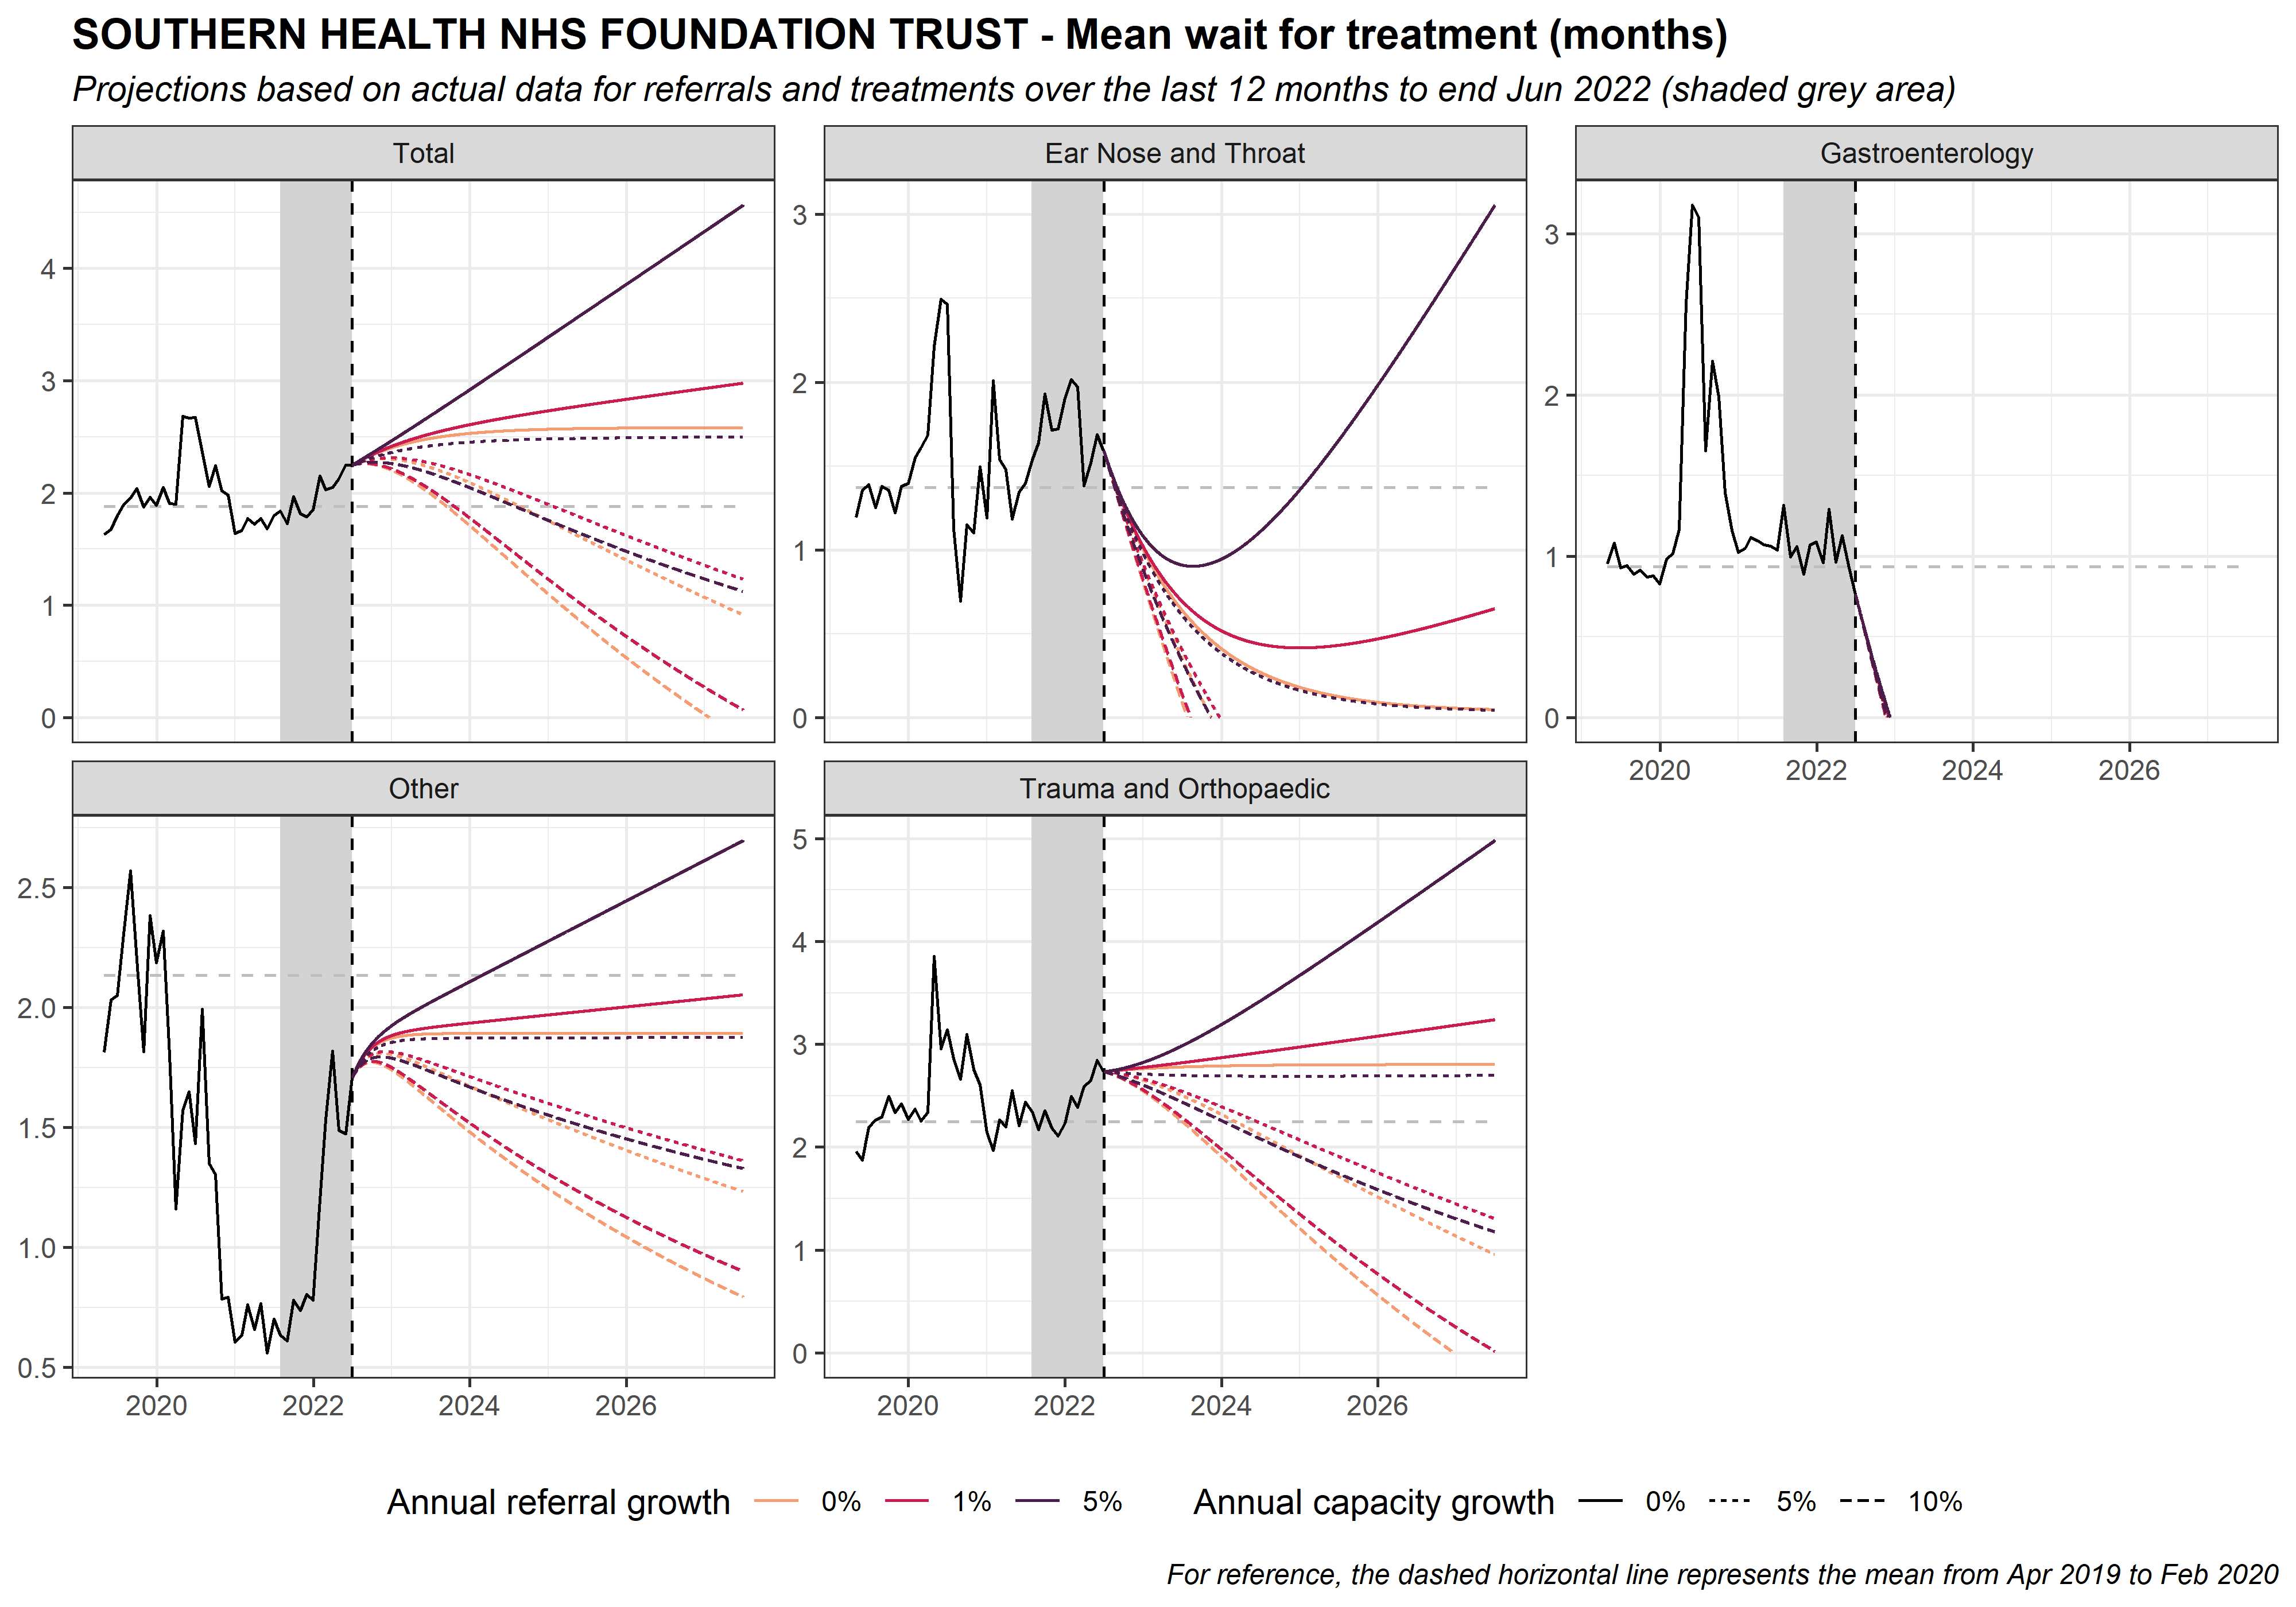 SOUTHERN HEALTH NHS FOUNDATION TRUST - Mean wait for treatment (months)
Projections based on actual data for referrals and treatments over the last 12 months to end Jun 2022 (shaded grey area)
Total
Ear Nose and Throat
Gastroenterology
4
3
2
1
0
3
2
1
0
3
2
1
0
2020 2022 2024 2026
Other
Trauma and Orthopaedic
2.5
2.0
1.5
1.0
0.5
5
4
3
2
1
0
2020 2022 2024 2026
2020 2022 2024 2026
Annual referral growth 0% 1% 5% Annual capacity growth 0% 5% 10%
For reference, the dashed horizontal line represents the mean from Apr 2019 to Feb 2020